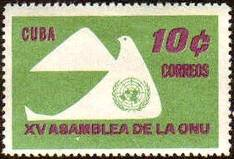 CUBA 10¢
CORREOS
XV ASAMBLEA DE LA ONU